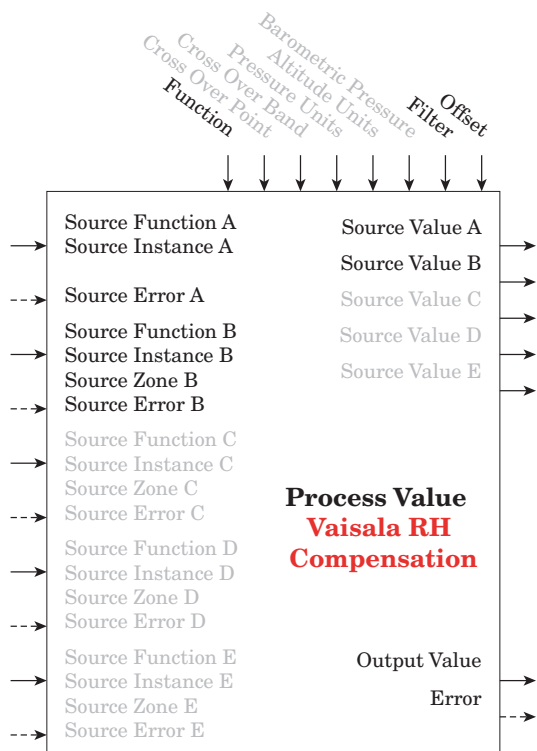 Function
Cross Over Point
Cross Over Band
Pressure Units
Altitude Units
Barometric Pressure
Filter
Offset
Source Function A
Source Instance A
Source Error A
Source Function B
Source Instance B
Source Zone B
Source Error B
Source Function C
Source Instance C
Source Zone C
Source Error C
Source Function D
Source Instance D
Source Zone D
Source Error D
Source Function E
Source Instance E
Source Zone E
Source Error E
Source Value A
Source Value B
Source Value C
Source Value D
Source Value E
Process Value
Vaisala RH
Compensation
Output Value
Error